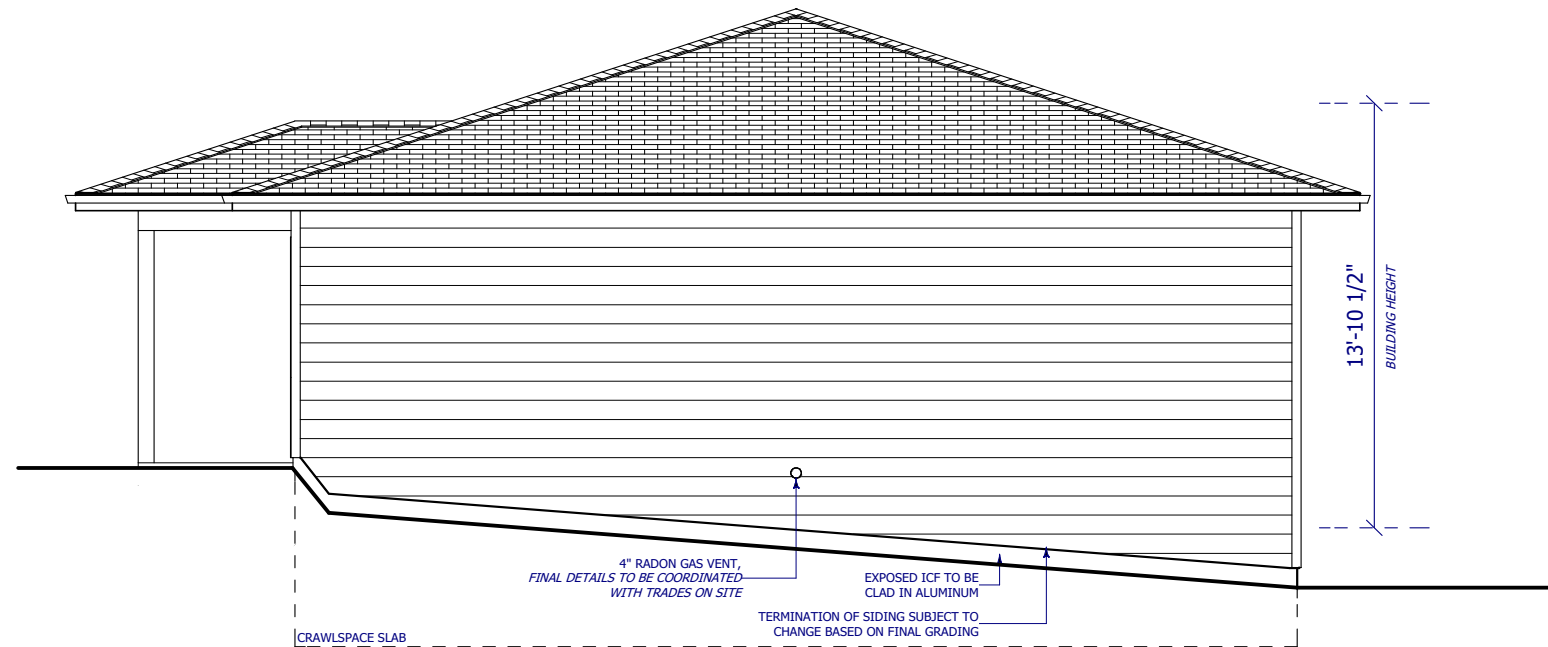 13'-10 1/2"
BUILDING HEIGHT
4" RADON GAS VENT,
FINAL DETAILS TO BE COORDINATED
WITH TRADES ON SITE
EXPOSED ICF TO BE
CLAD IN ALUMINUM
TERMINATION OF SIDING SUBJECT TO
CHANGE BASED ON FINAL GRADING
CRAWLSPACE SLAB